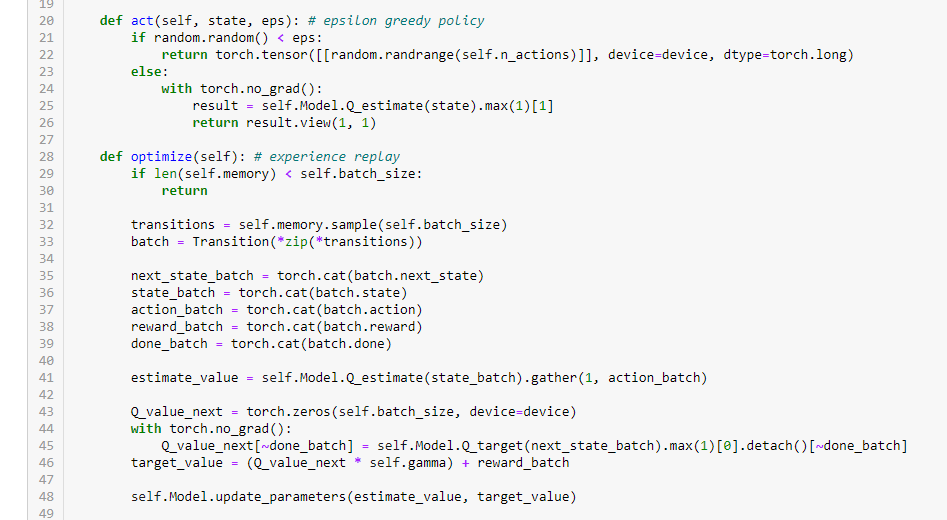 19
20 def act(self, state, eps): # epsilon greedy policy
21 if random.random() < eps:
22 return torch.tensor([[random.randrange(self.n_actions)]], device=device, dtype=torch.long)
23 else:
24 with torch.no_grad():
25 result = self.Model.Q_estimate(state).max(1)[1]
26 return result.view(1, 1)
27
28 def optimize(self): # experience replay
29 if len(self.memory) < self.batch_size:
30 return
31
32 transitions = self.memory.sample(self.batch_size)
33 batch = Transition(*zip(*transitions))
34
35 next_state_batch = torch.cat(batch.next_state)
36 state_batch = torch.cat(batch.state)
37 action_batch = torch.cat(batch.action)
38 reward_batch = torch.cat(batch.reward)
39 done_batch = torch.cat(batch.done)
40
41 estimate_value = self.Model.Q_estimate(state_batch).gather(1, action_batch)
42
43 Q_value_next = torch.zeros(self.batch_size, device=device)
44 with torch.no_grad():
45 Q_value_next[~done_batch] = self.Model.Q_target(next_state_batch).max(1)[0].detach()[~done_batch]
46 target_value = (Q_value_next * self.gamma) + reward_batch
47
48 self.Model.update_parameters(estimate_value, target_value)
49